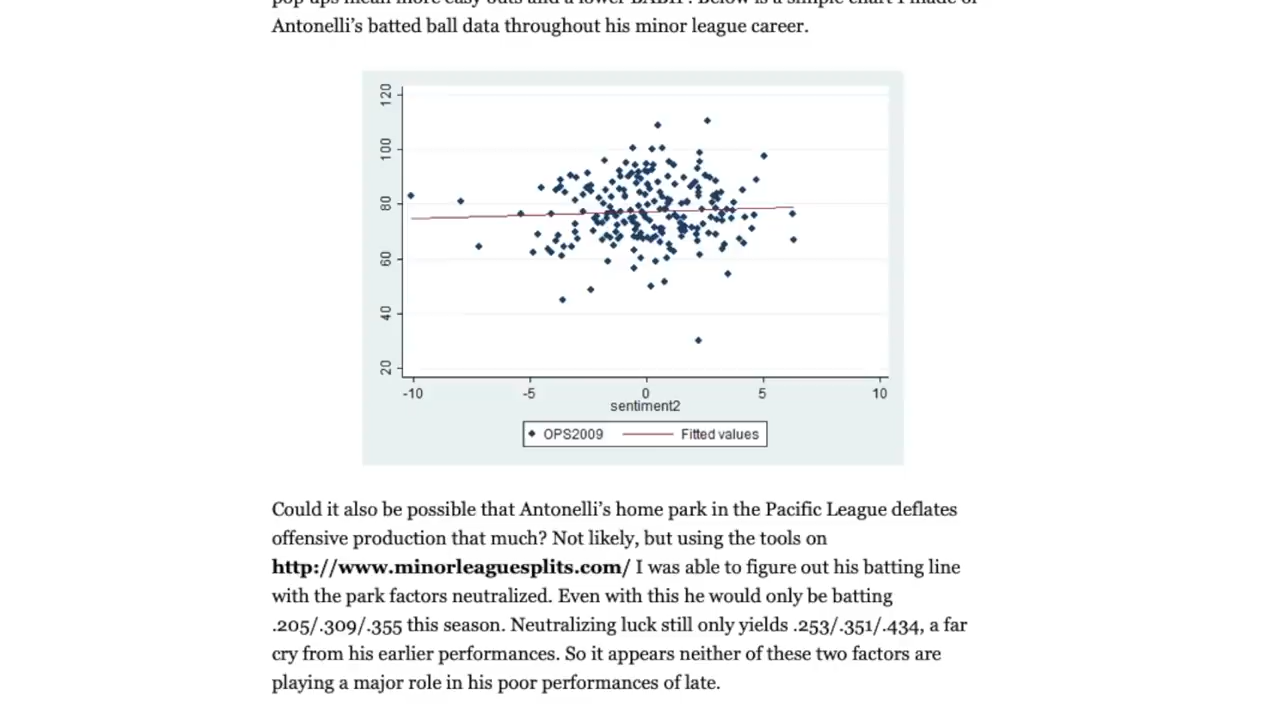 Antonelli's batted ball data throughout his minor league career.
120
100
80
60
40
20
-10 -5 0 5 10
sentiment2
OPS2009 Fitted values
Could it also be possible that Antonelli's home park in the Pacific League deflates
offensive production that much? Not likely, but using the tools on
http://www.minorleaguesplits.com/ I was able to figure out his batting line
with the park factors neutralized. Even with this he would only be batting
.205/.309/.355 this season. Neutralizing luck still only yields .253/.351/.434, a far
cry from his earlier performances. So it appears neither of these two factors are
playing a major role in his poor performances of late.